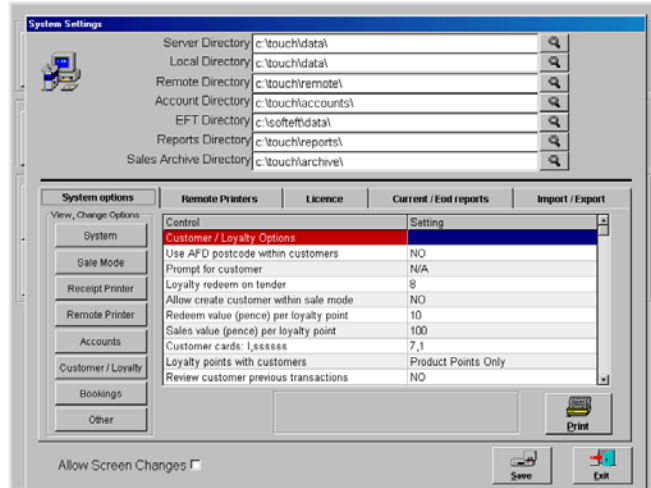 System Settings
Server Directory c:\touch\data\
Local Directory c:\touch\data\
Remote Directory c:\touch\remote\
Account Directory c:\touch\accounts\
EFT Directory c:\softeft\data\
Reports Directory c:\touch\reports\
Sales Archive Directory c:\touch\archive\
System options Remote Printers Licence Current / Eod reports Import / Export
View, Change Options
System
Sale Mode
Receipt Printer
Remote Printer
Accounts
Customer / Loyalty
Bookings
Other
Control Setting
Customer / Loyalty Options
Use AFD postcode within customers NO
Prompt for customer N/A
Loyalty redeem on tender 8
Allow create customer within sale mode NO
Redeem value (pence) per loyalty point 10
Sales value (pence) per loyalty point 100
Customer cards: l,ssssss 7,1
Loyalty points with customers Product Points Only
Review customer previous transactions NO
Print
Allow Screen Changes
Save Exit